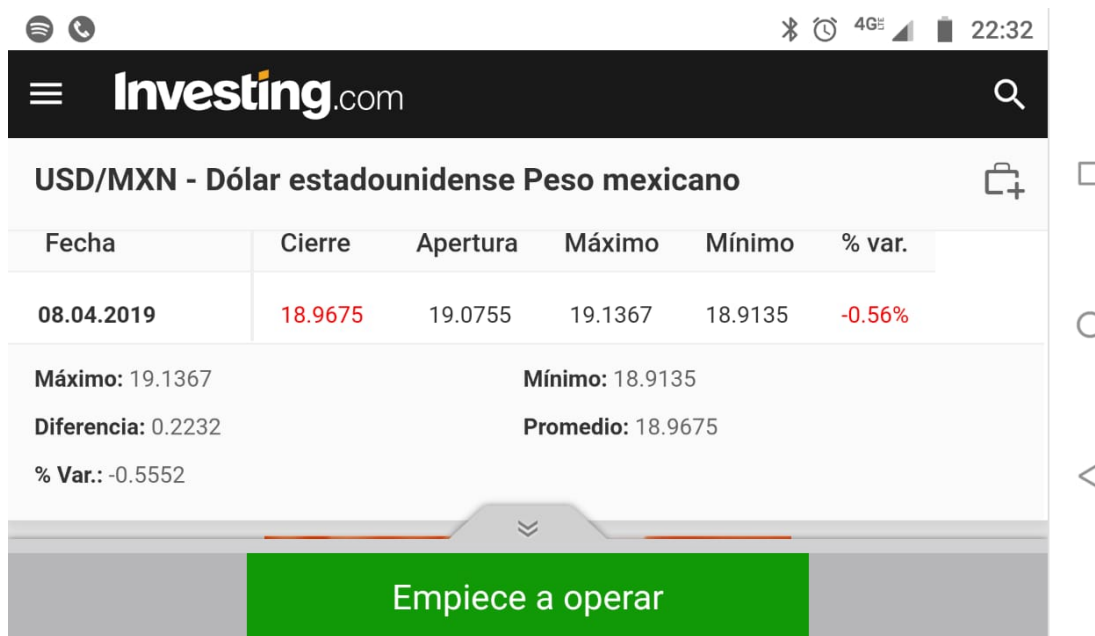 4GLTE 22:32
Investing.com
USD/MXN - Dólar estadounidense Peso mexicano
Fecha Cierre Apertura Máximo Mínimo % var.
08.04.2019 18.9675 19.0755 19.1367 18.9135 -0.56%
Máximo: 19.1367 Mínimo: 18.9135
Diferencia: 0.2232 Promedio: 18.9675
% Var.: -0.5552
Empiece a operar